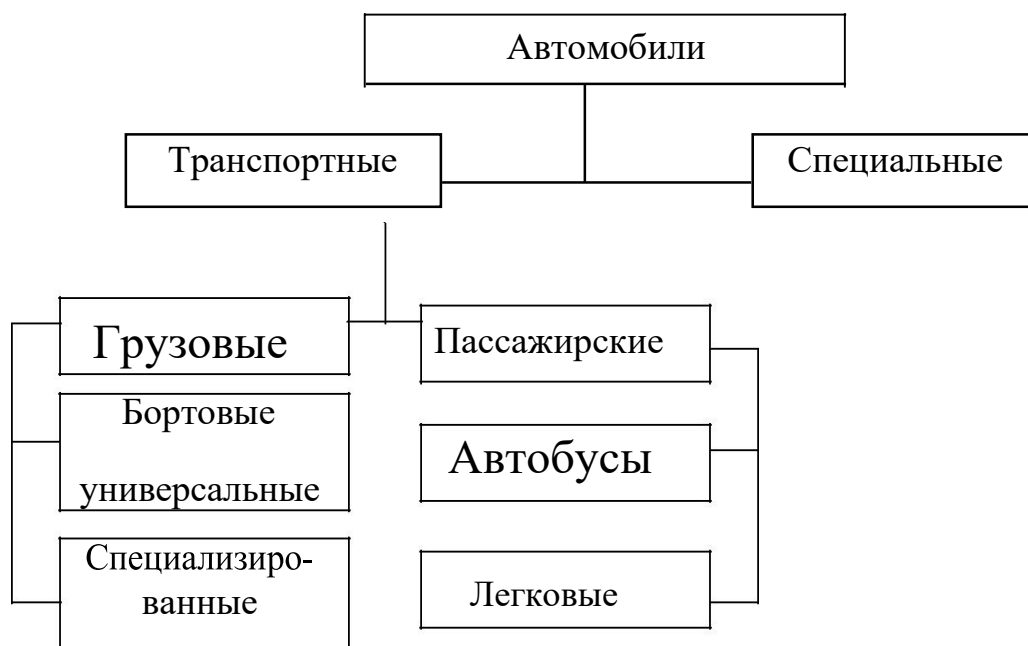 Автомобили
Транспортные
Специальные
Грузовые
Пассажирские
Бортовые
универсальные
Автобусы
Специализиро-
ванные
Легковые